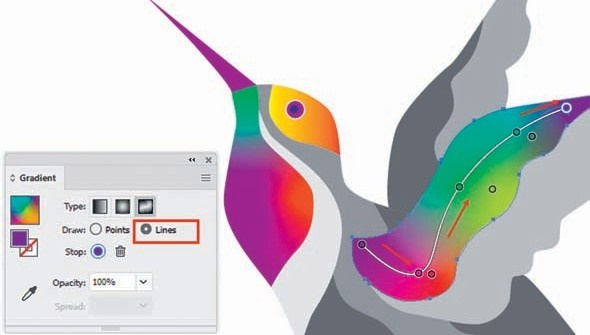 Gradient
Type:
Draw: Points Lines
Stop:
Opacity: 100%
Spread: